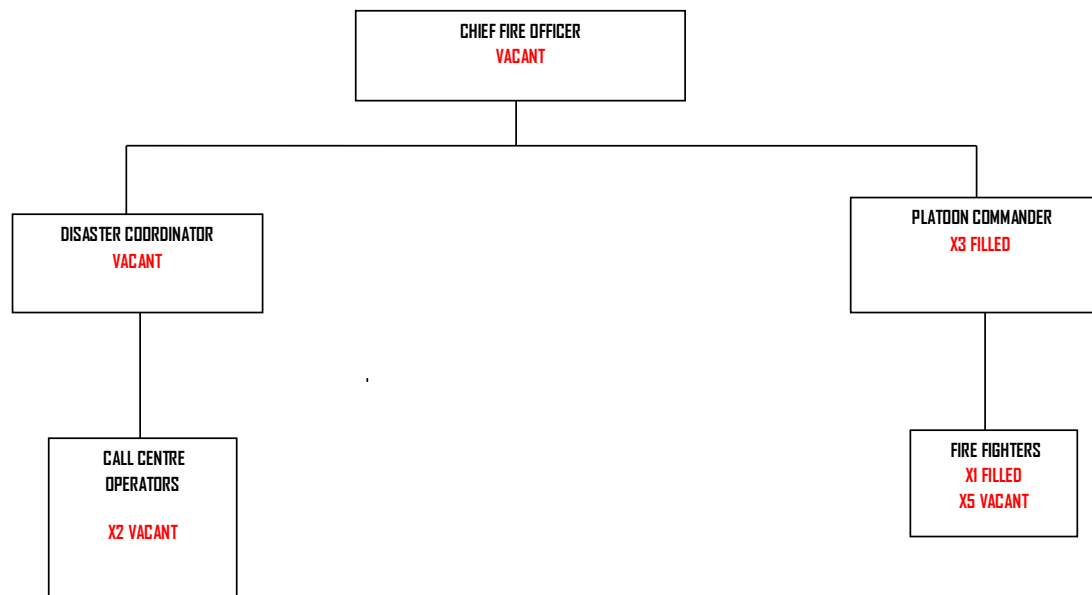 CHIEF FIRE OFFICER
VACANT
DISASTER COORDINATOR
VACANT
PLATOON COMMANDER
X3 FILLED
CALL CENTRE
OPERATORS
X2 VACANT
FIRE FIGHTERS
X1 FILLED
X5 VACANT